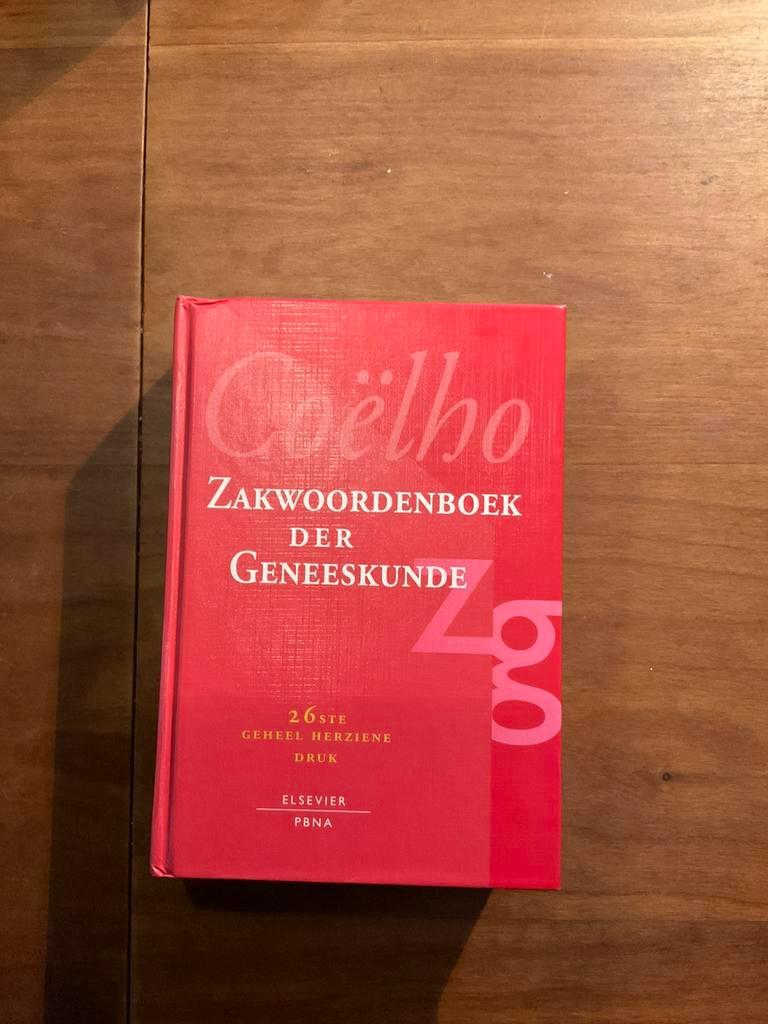 Coëlho
ZAKWOORDENBOEK
DER
GENEESKUNDE
Zg
26STE
GEHEEL HERZIENE
DRUK
ELSEVIER
PBNA